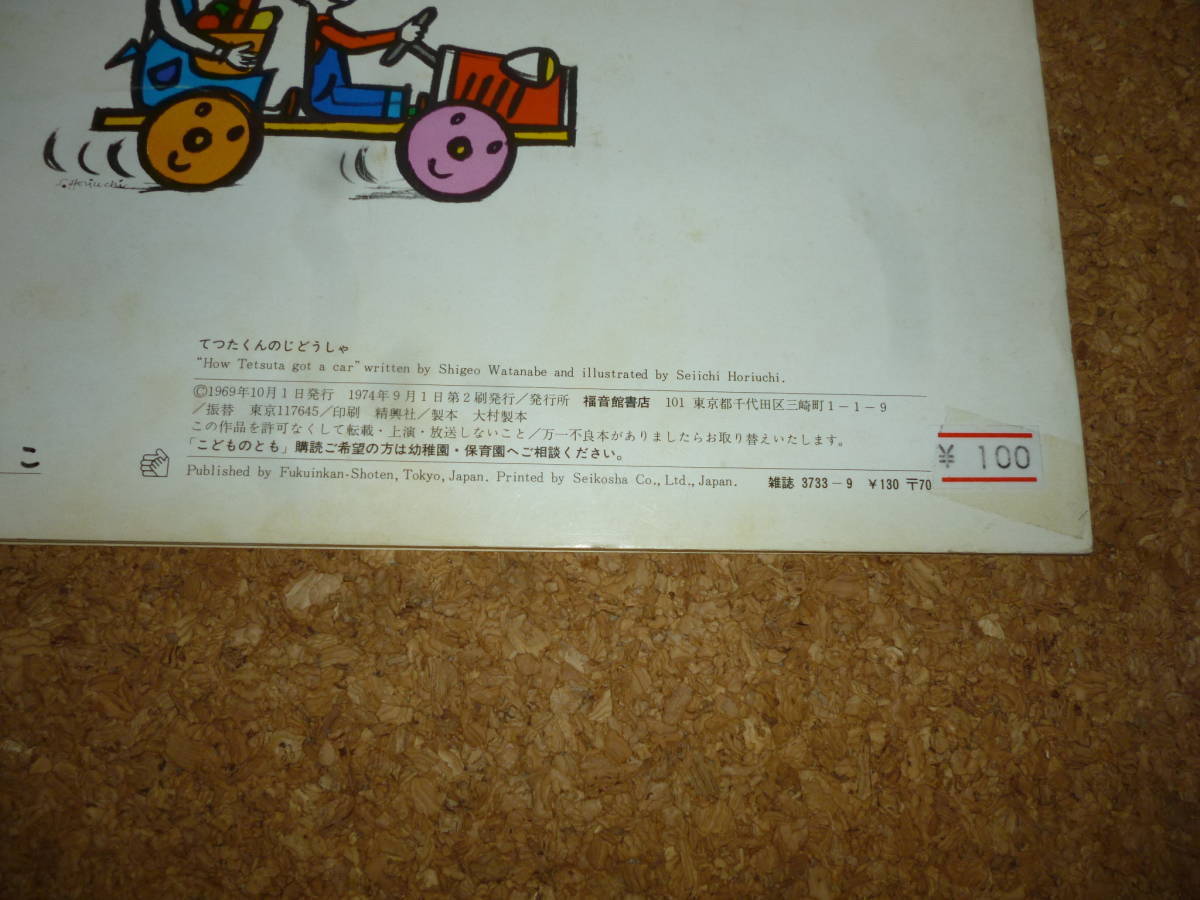 S. Horiuchi
てつたくんのじどうしゃ
“How Tetsuta got a car” written by Shigeo Watanabe and illustrated by Seiichi Horiuchi.
©1969年10月1日発行 1974年9月1日第2刷発行/発行所 福音館書店 101 東京都千代田区三崎町1-1-9
/振替 東京117645/印刷 精興社/製本 大村製本
この作品を許可なくして転載・上演・放送しないこと/万一不良本がありましたらお取り替えいたします。
「こどものとも」購読ご希望の方は幼稚園・保育園へご相談ください。
Published by Fukuinkan-Shoten, Tokyo, Japan. Printed by Seikosha Co., Ltd., Japan. 雑誌 3733-9 ¥130 〒70
¥ 100
こ